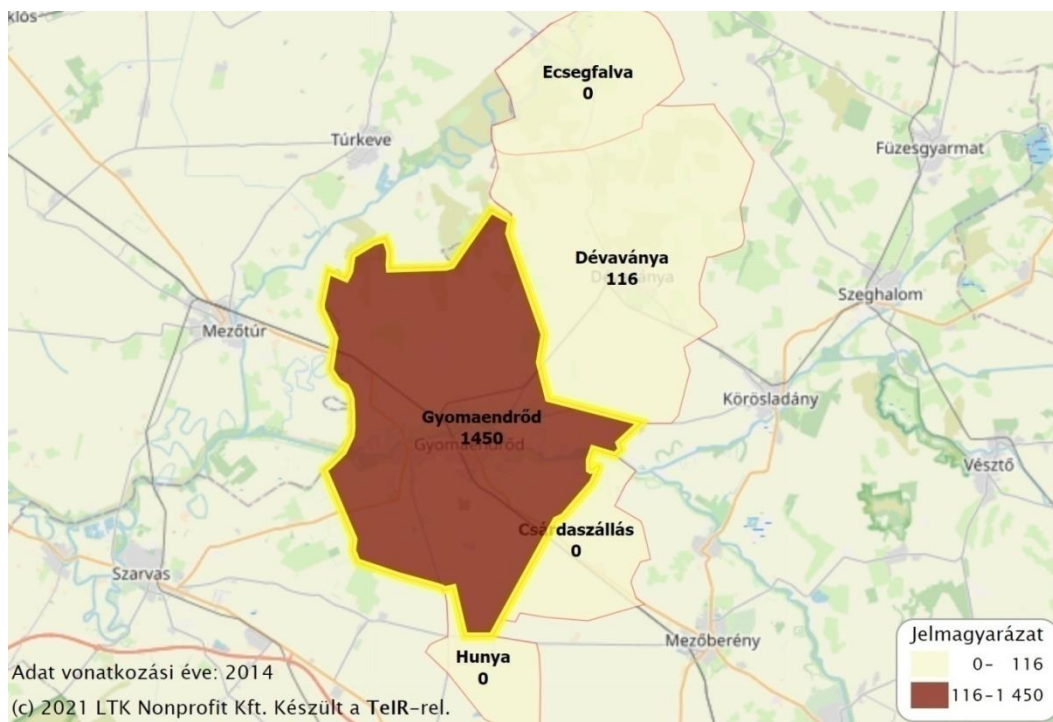 klós
Ecsegfalva
0
Túrkeve
Füzesgyarmat
Dévaványa
Dévaványa
116
Szeghalom
Mezőtúr
Körösladány
Gyomaendrőd
1450
Gyomaendrőd
Vésztő
Csárdaszállás
0
Szarvas
Mezőberény
Hunya
0
Jelmagyarázat
0- 116
116-1 450
Adat vonatkozási éve: 2014
(c) 2021 LTK Nonprofit Kft. Készült a TeIR-rel.